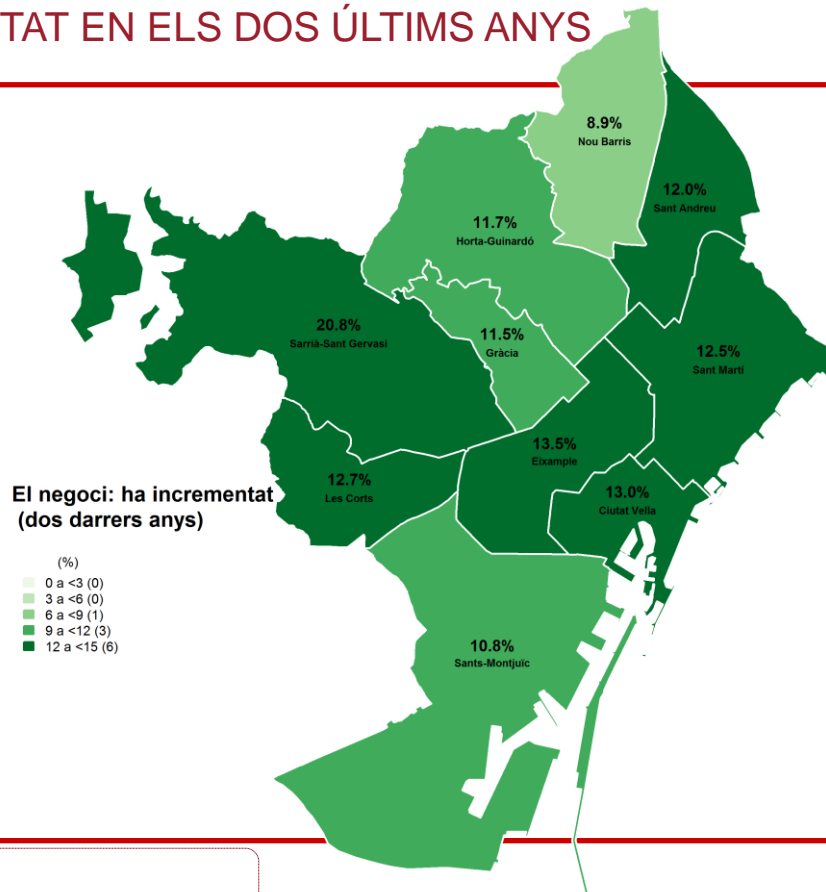 TAT EN ELS DOS ÚLTIMS ANYS
8.9%
Nou Barris
12.0%
Sant Andreu
11.7%
Horta-Guinardó
20.8%
Sarrià-Sant Gervasi
11.5%
Gràcia
12.5%
Sant Martí
13.5%
Eixample
12.7%
Les Corts
13.0%
Ciutat Vella
El negoci: ha incrementat
(dos darrers anys)
(%)
0 a <3 (0)
3 a <6 (0)
6 a <9 (1)
9 a <12 (3)
12 a <15 (6)
10.8%
Sants-Montjuïc